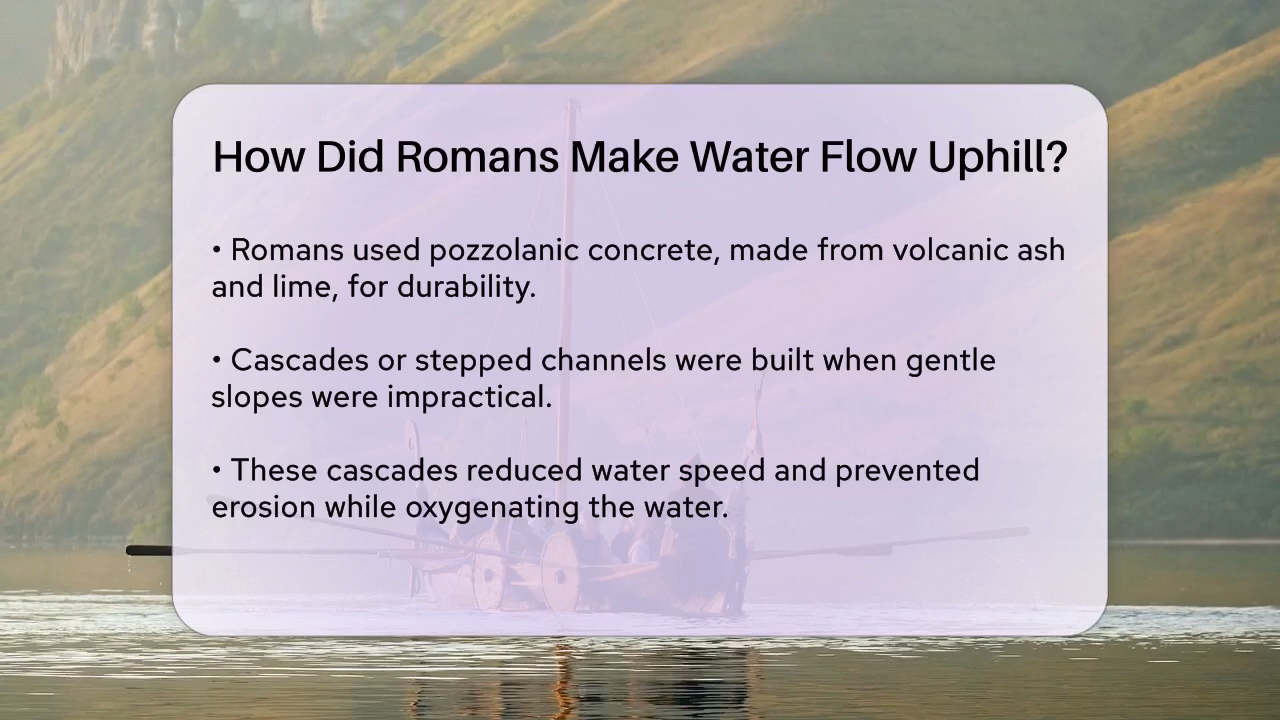 How Did Romans Make Water Flow Uphill?
• Romans used pozzolanic concrete, made from volcanic ash
and lime, for durability.
• Cascades or stepped channels were built when gentle
slopes were impractical.
• These cascades reduced water speed and prevented
erosion while oxygenating the water.